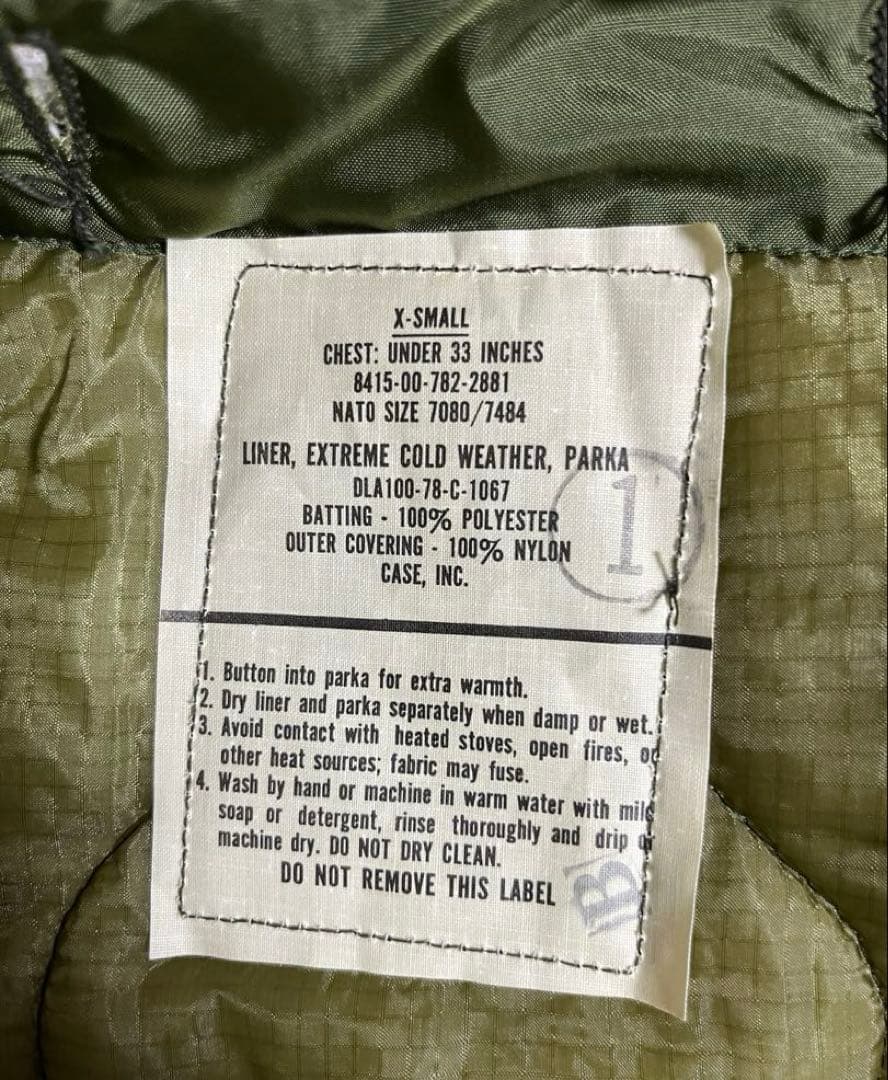 X-SMALL
CHEST: UNDER 33 INCHES
8415-00-782-2881
NATO SIZE 7080/7484
LINER, EXTREME COLD WEATHER, PARKA
DLA100-78-C-1067
BATTING - 100% POLYESTER
OUTER COVERING - 100% NYLON
CASE, INC.
1
1. Button into parka for extra warmth.
2. Dry liner and parka separately when damp or wet.
3. Avoid contact with heated stoves, open fires, or
other heat sources; fabric may fuse.
4. Wash by hand or machine in warm water with mild
soap or detergent, rinse thoroughly and drip or
machine dry. DO NOT DRY CLEAN.
DO NOT REMOVE THIS LABEL
B